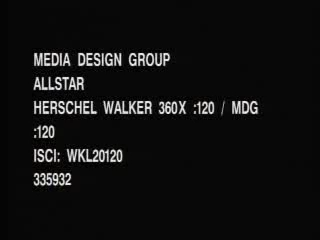 MEDIA DESIGN GROUP
ALLSTAR
HERSCHEL WALKER 360X :120 / MDG
:120
ISCI: WKL20120
335932